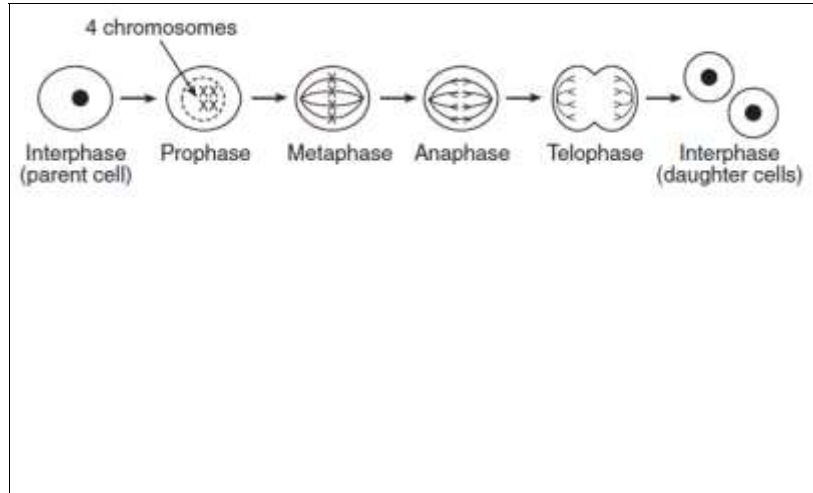 4 chromosomes
Interphase
(parent cell)
Prophase
Metaphase
Anaphase
Telophase
Interphase
(daughter cells)